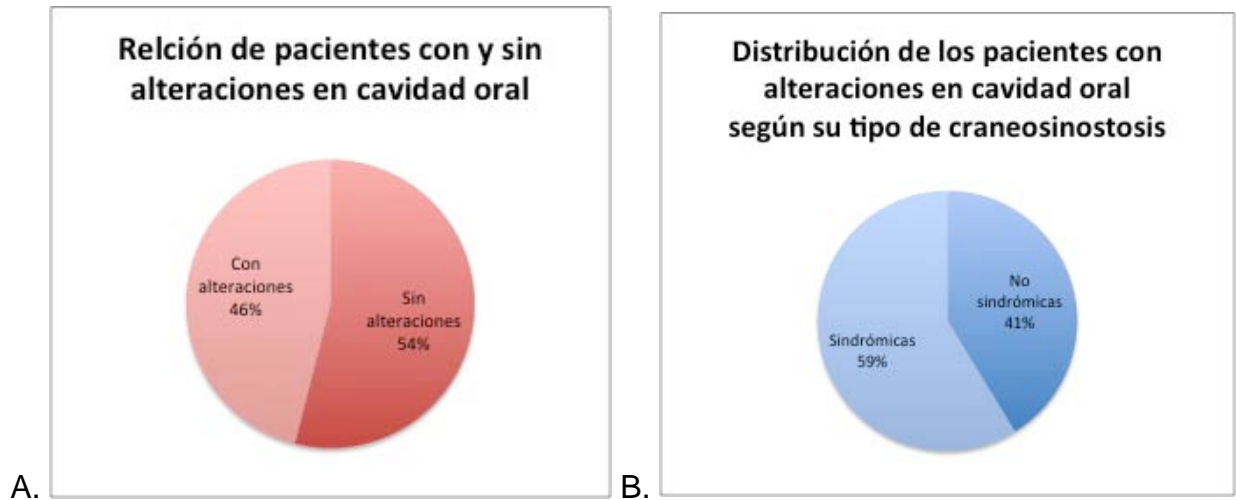 Relción de pacientes con y sin
alteraciones en cavidad oral
Con
alteraciones
46%
Sin
alteraciones
54%
A.
Distribución de los pacientes con
alteraciones en cavidad oral
según su tipo de craneosinostosis
No
sindrómicas
41%
Sindrómicas
59%
B.